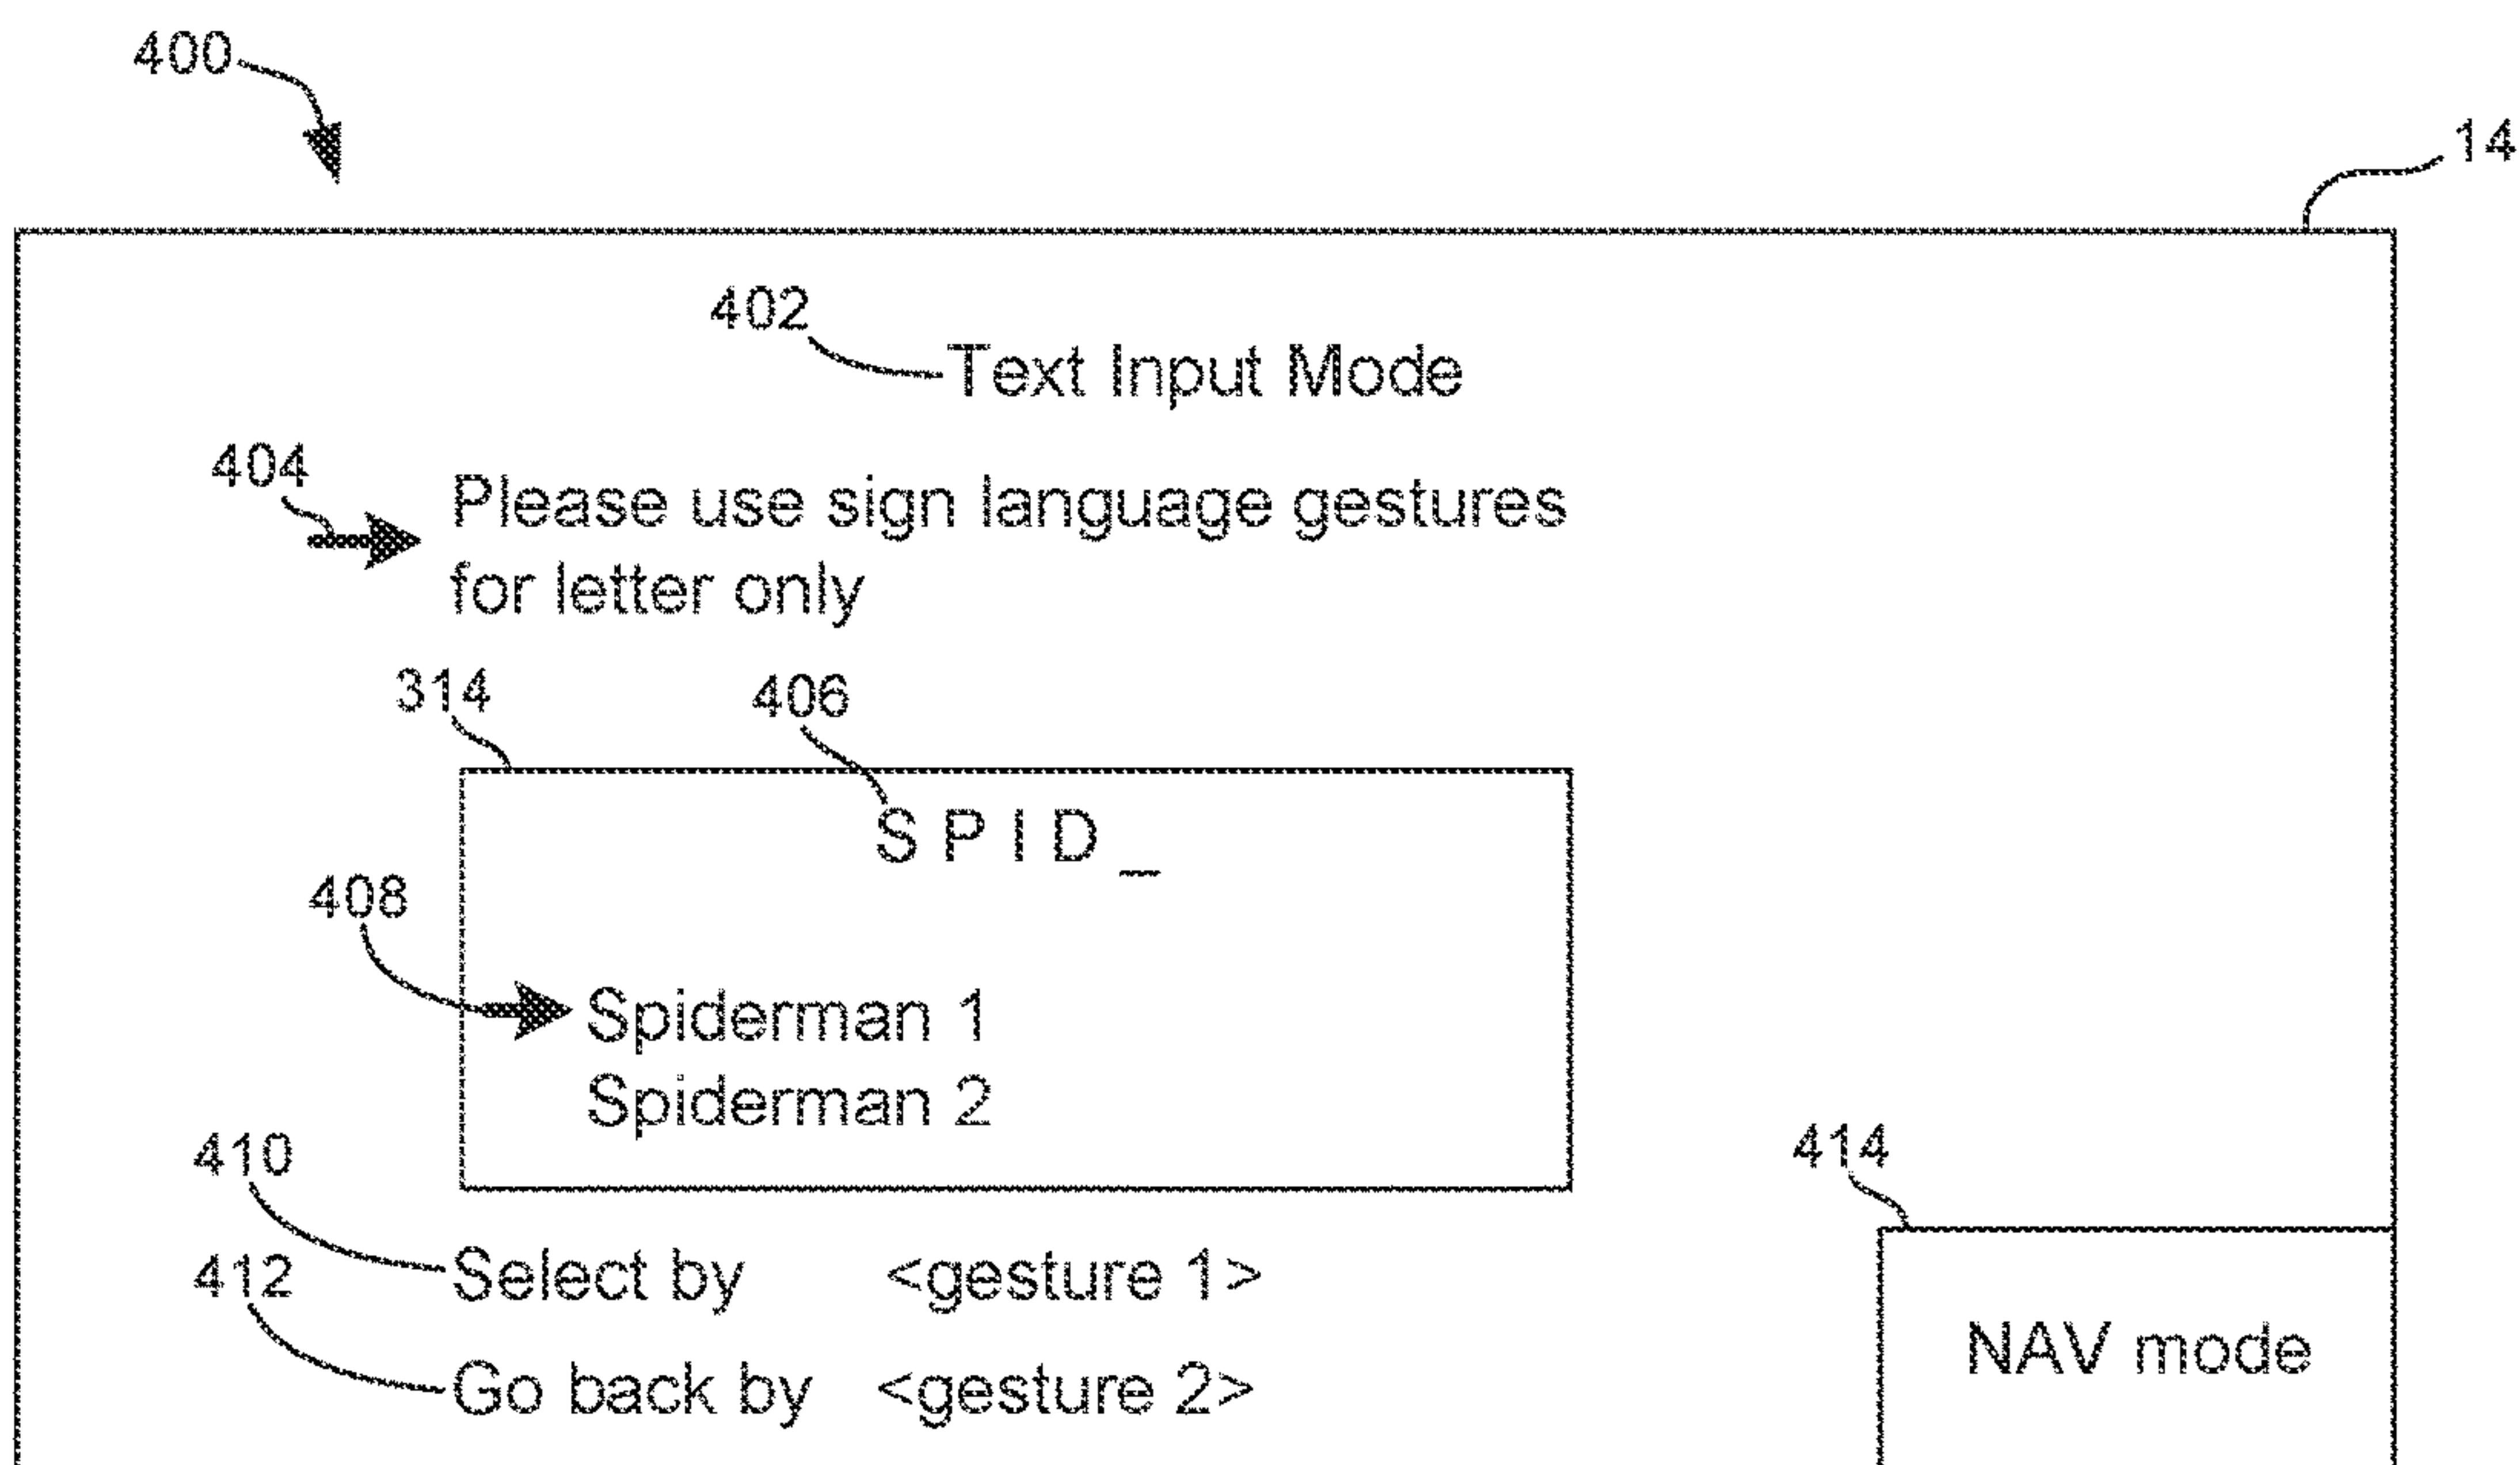 400
14
402
Text Input Mode
404
Please use sign language gestures
for letter only
314
406
S P I D _
408
Spiderman 1
Spiderman 2
410
414
Select by <gesture 1>
412
NAV mode
Go back by <gesture 2>